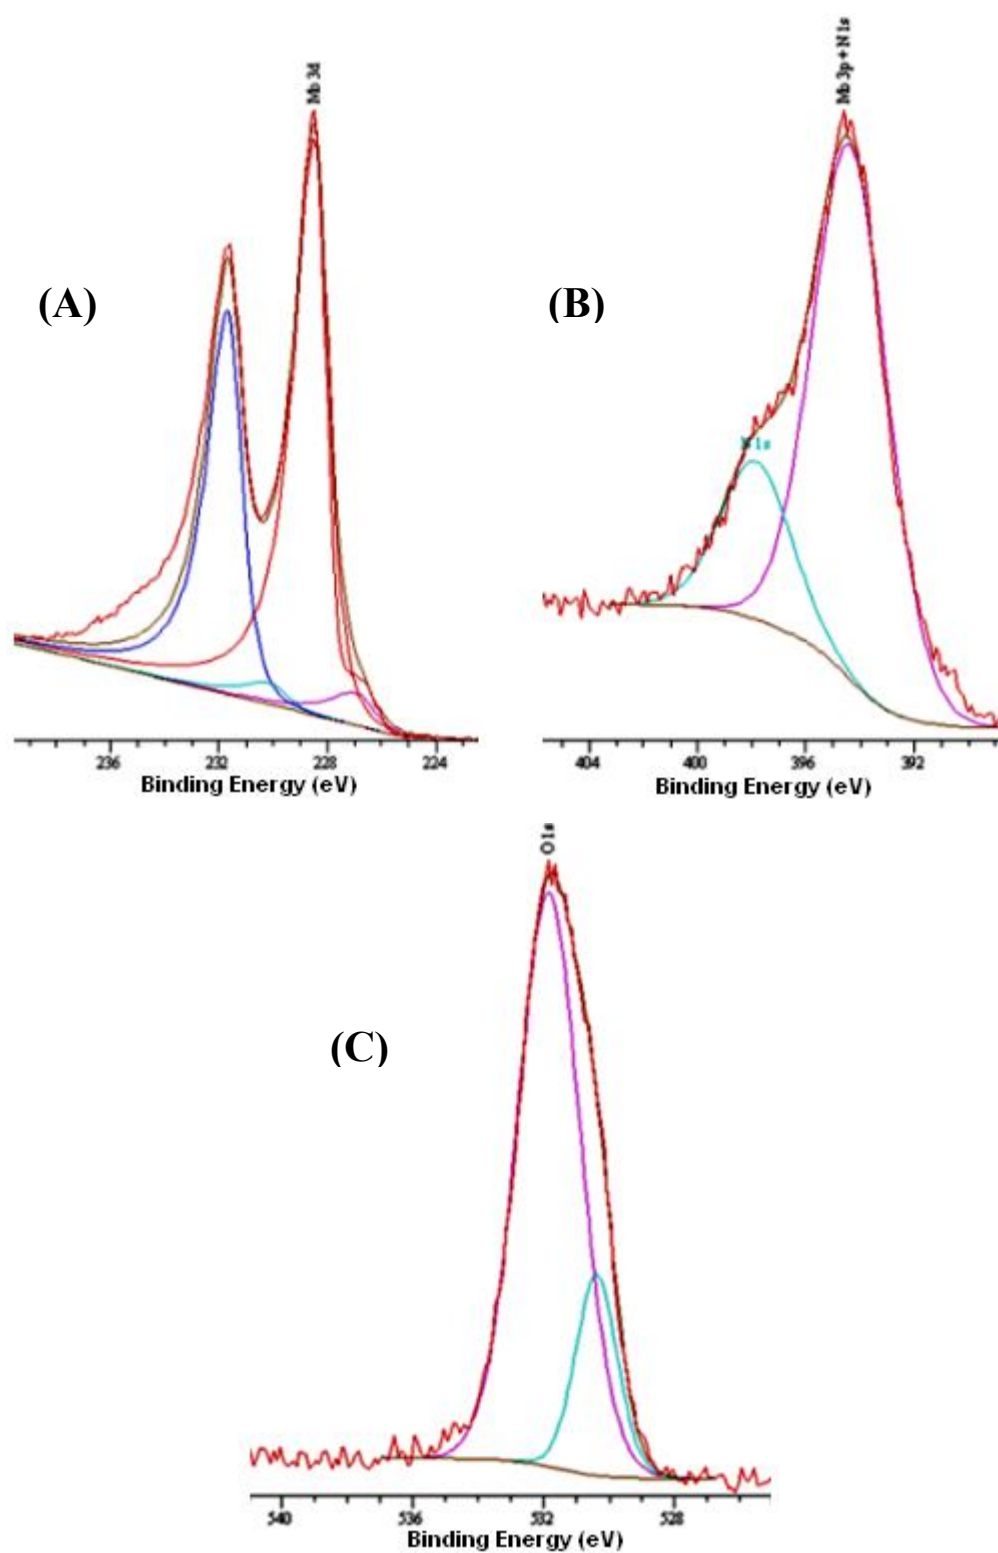 Mo 3d
(A)
236 232 228 224
Binding Energy (eV)
Mo 3p + N 1s
(B)
N 1s
404 400 396 392
Binding Energy (eV)
O 1s
(C)
540 536 532 528
Binding Energy (eV)